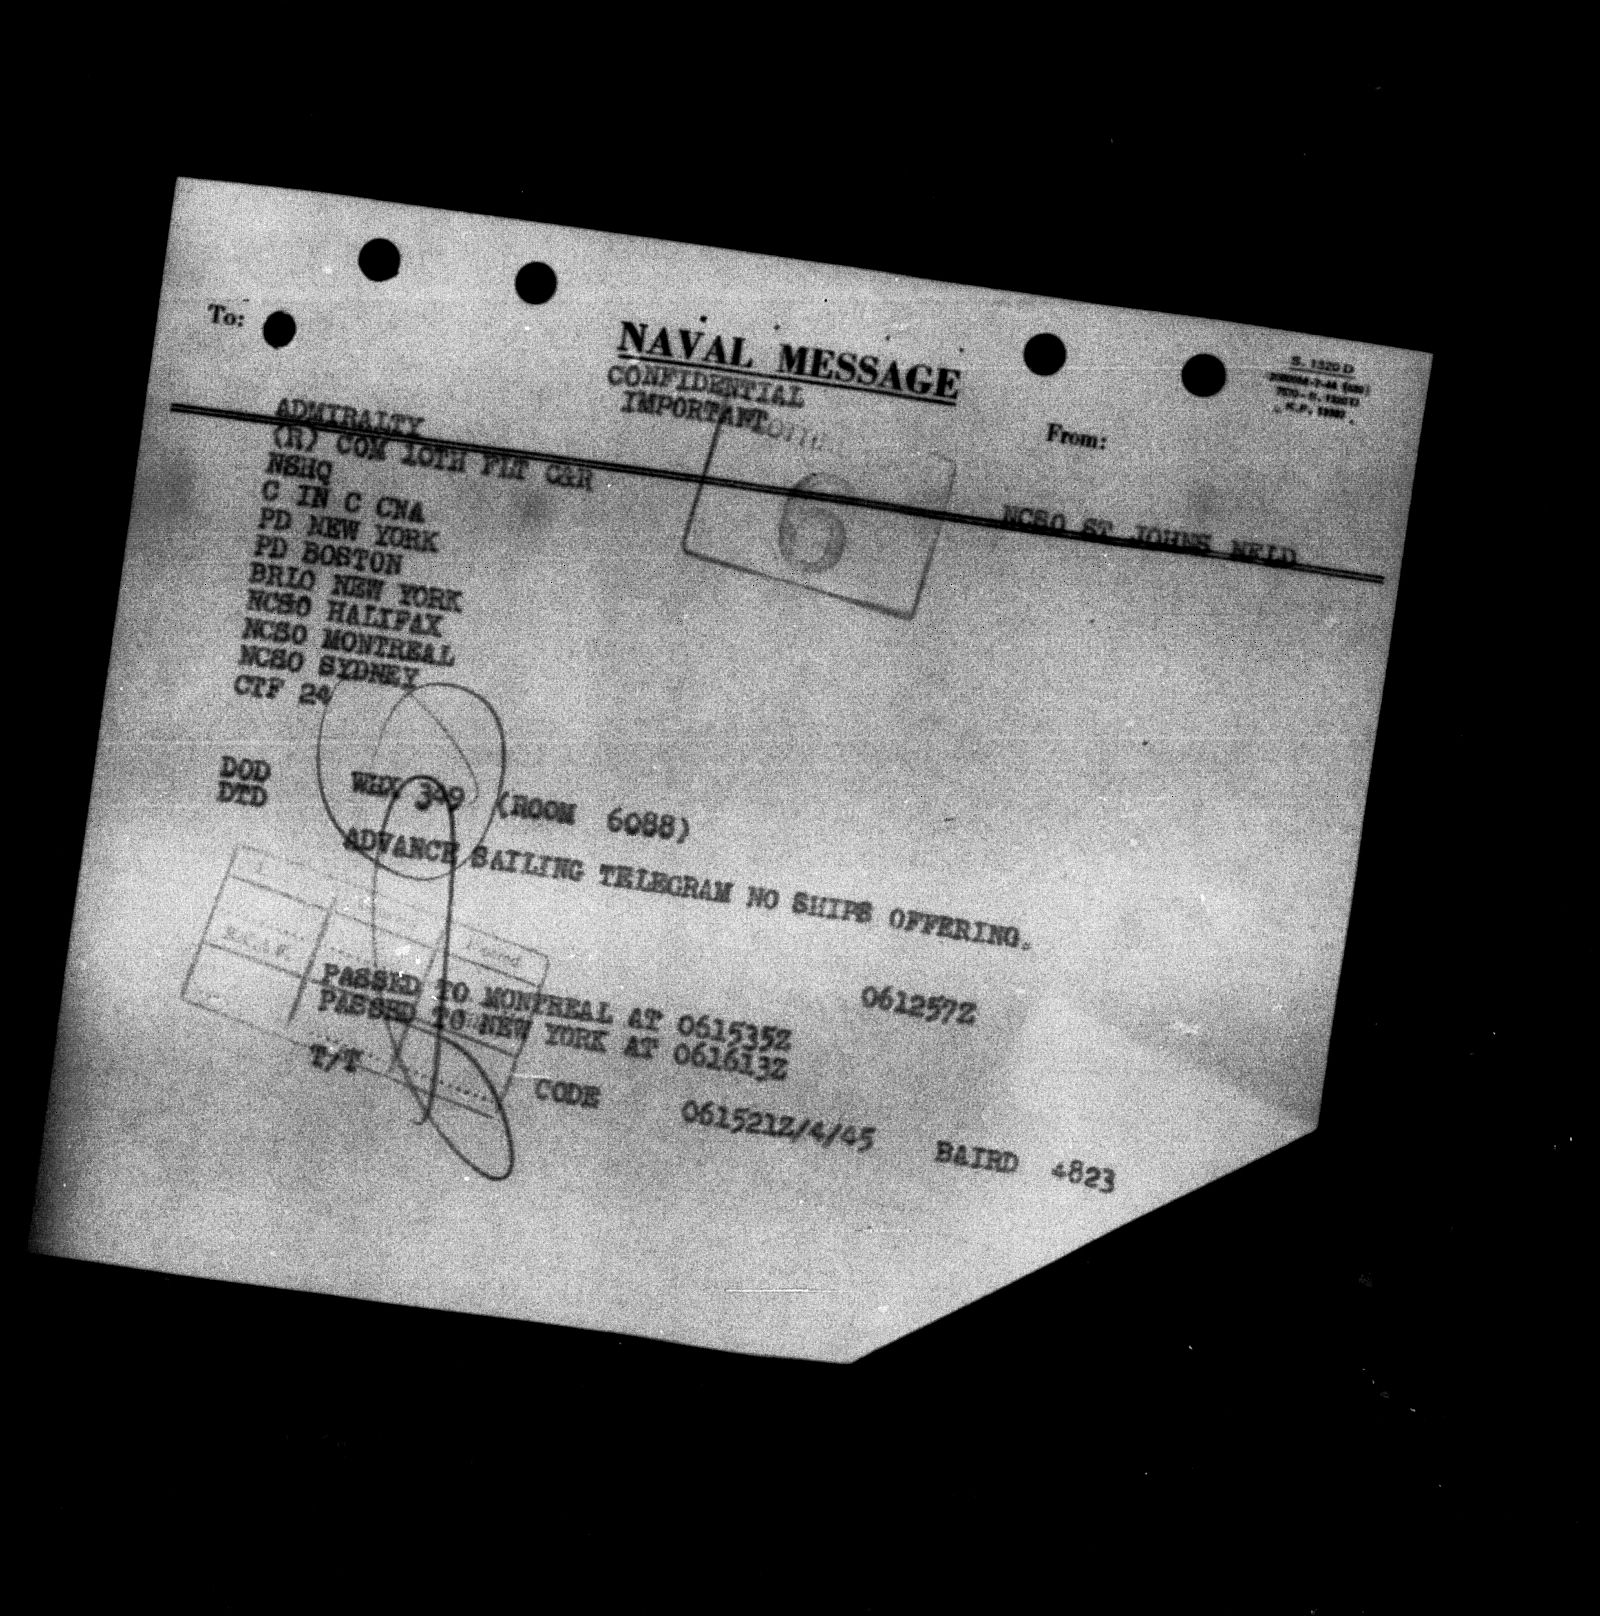 To:
NAVAL MESSAGE
S. 1320 D
CONFIDENTIAL
IMPORTANT
From:
ADMIRALTY
(R) COM 10TH FLT C&R
NSHQ
NCSO ST JOHNS NFLD
C IN C CNA
PD NEW YORK
PD BOSTON
BRLO NEW YORK
NCSO HALIFAX
NCSO MONTREAL
NCSO SYDNEY
CTF 24
DOD
DTD
WHX 349 (ROOM 6088)
ADVANCE SAILING TELEGRAM NO SHIPS OFFERING.
061257Z
PASSED TO MONTREAL AT 061535Z
PASSED TO NEW YORK AT 061613Z
T/T CODE 061521Z/4/45 BAIRD 4823